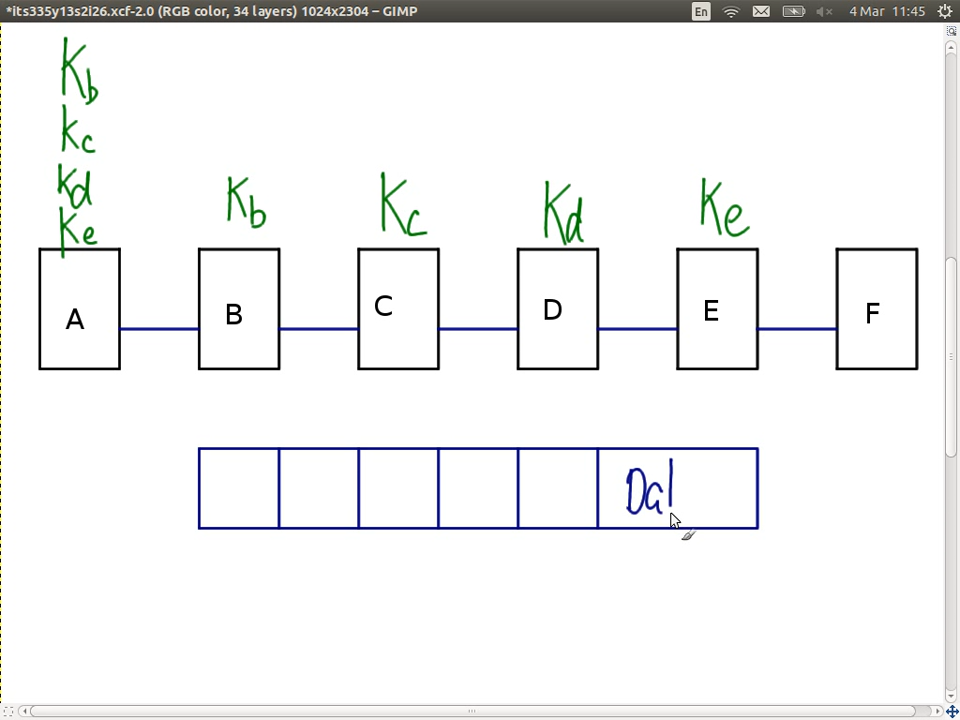 *its335y13s2i26.xcf-2.0 (RGB color, 34 layers) 1024x2304 – GIMP En 4 Mar 11:45
Kb
Kc
Kd
Ke
Kb Kc Kd Ke
A B C D E F
Dal